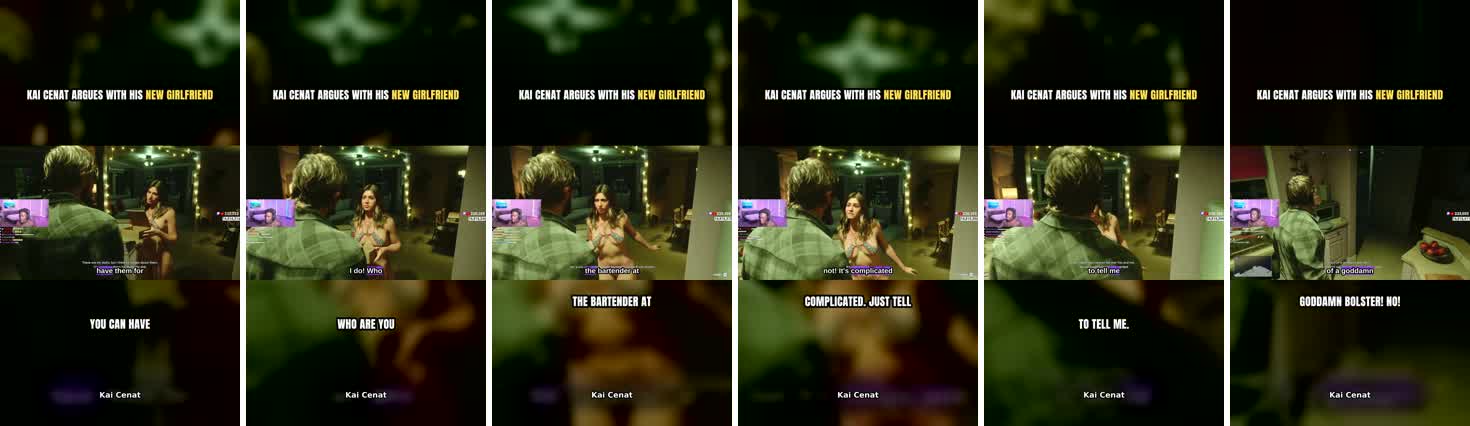 KAI CENAT ARGUES WITH HIS NEW GIRLFRIEND
have them for
YOU CAN HAVE
Kai Cenat
KAI CENAT ARGUES WITH HIS NEW GIRLFRIEND
I do! Who
WHO ARE YOU
Kai Cenat
KAI CENAT ARGUES WITH HIS NEW GIRLFRIEND
the bartender at
THE BARTENDER AT
Kai Cenat
KAI CENAT ARGUES WITH HIS NEW GIRLFRIEND
not! It's complicated
COMPLICATED. JUST TELL
Kai Cenat
KAI CENAT ARGUES WITH HIS NEW GIRLFRIEND
to tell me
TO TELL ME.
Kai Cenat
KAI CENAT ARGUES WITH HIS NEW GIRLFRIEND
of a goddamn
GODDAMN BOLSTER! NO!
Kai Cenat